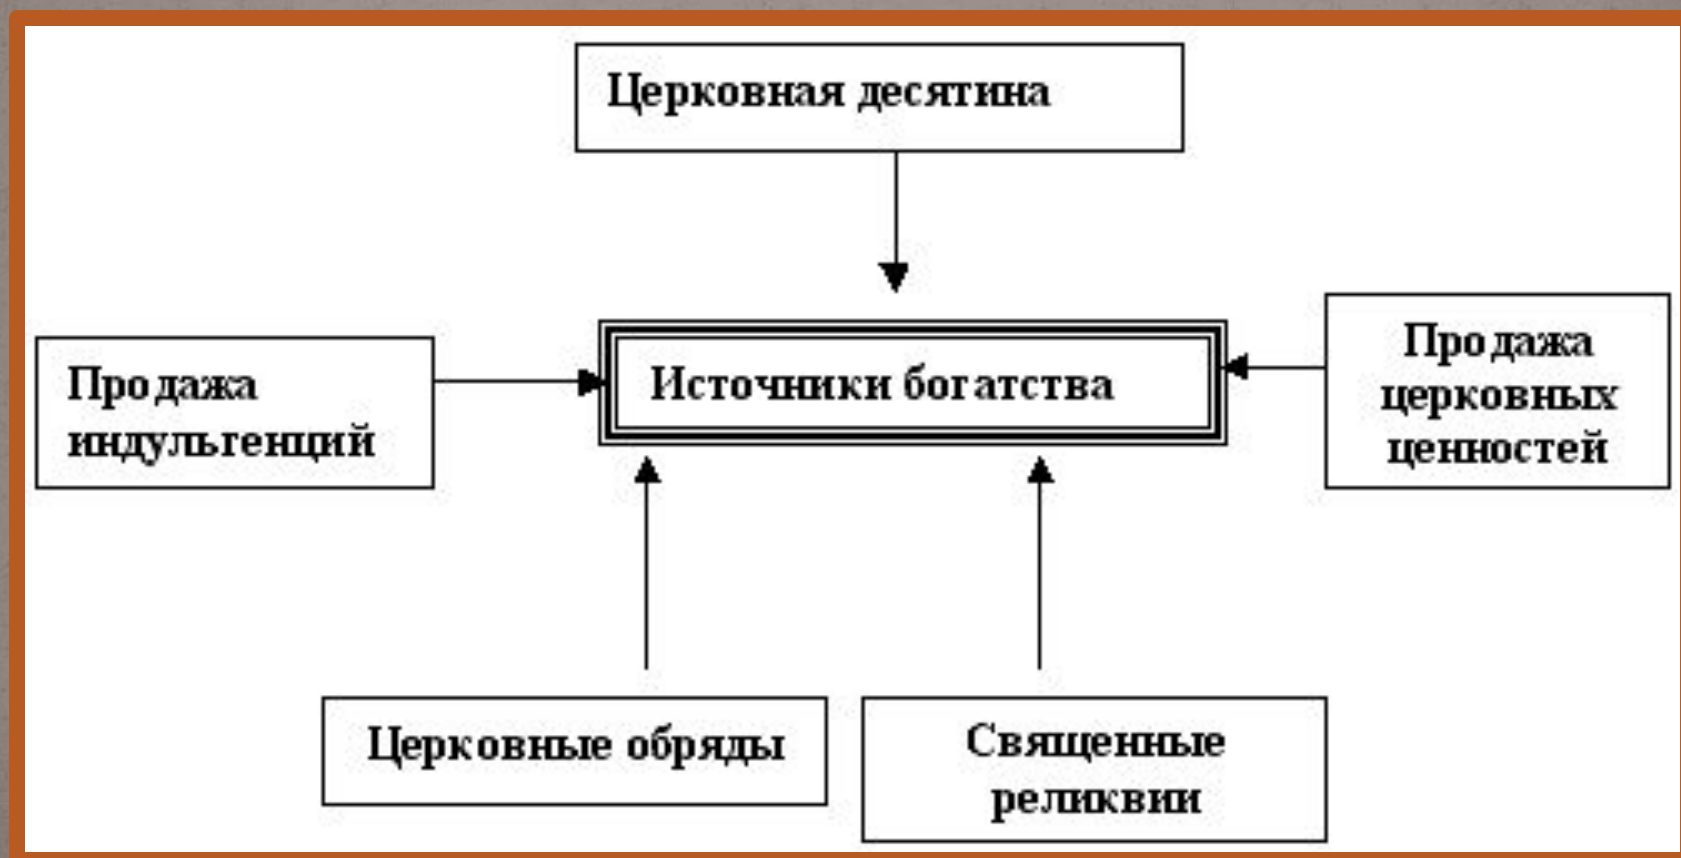 Церковная десятина
Продажа
индульгенций
Источники богатства
Продажа
церковных
ценностей
Церковные обряды
Священные
реликвии